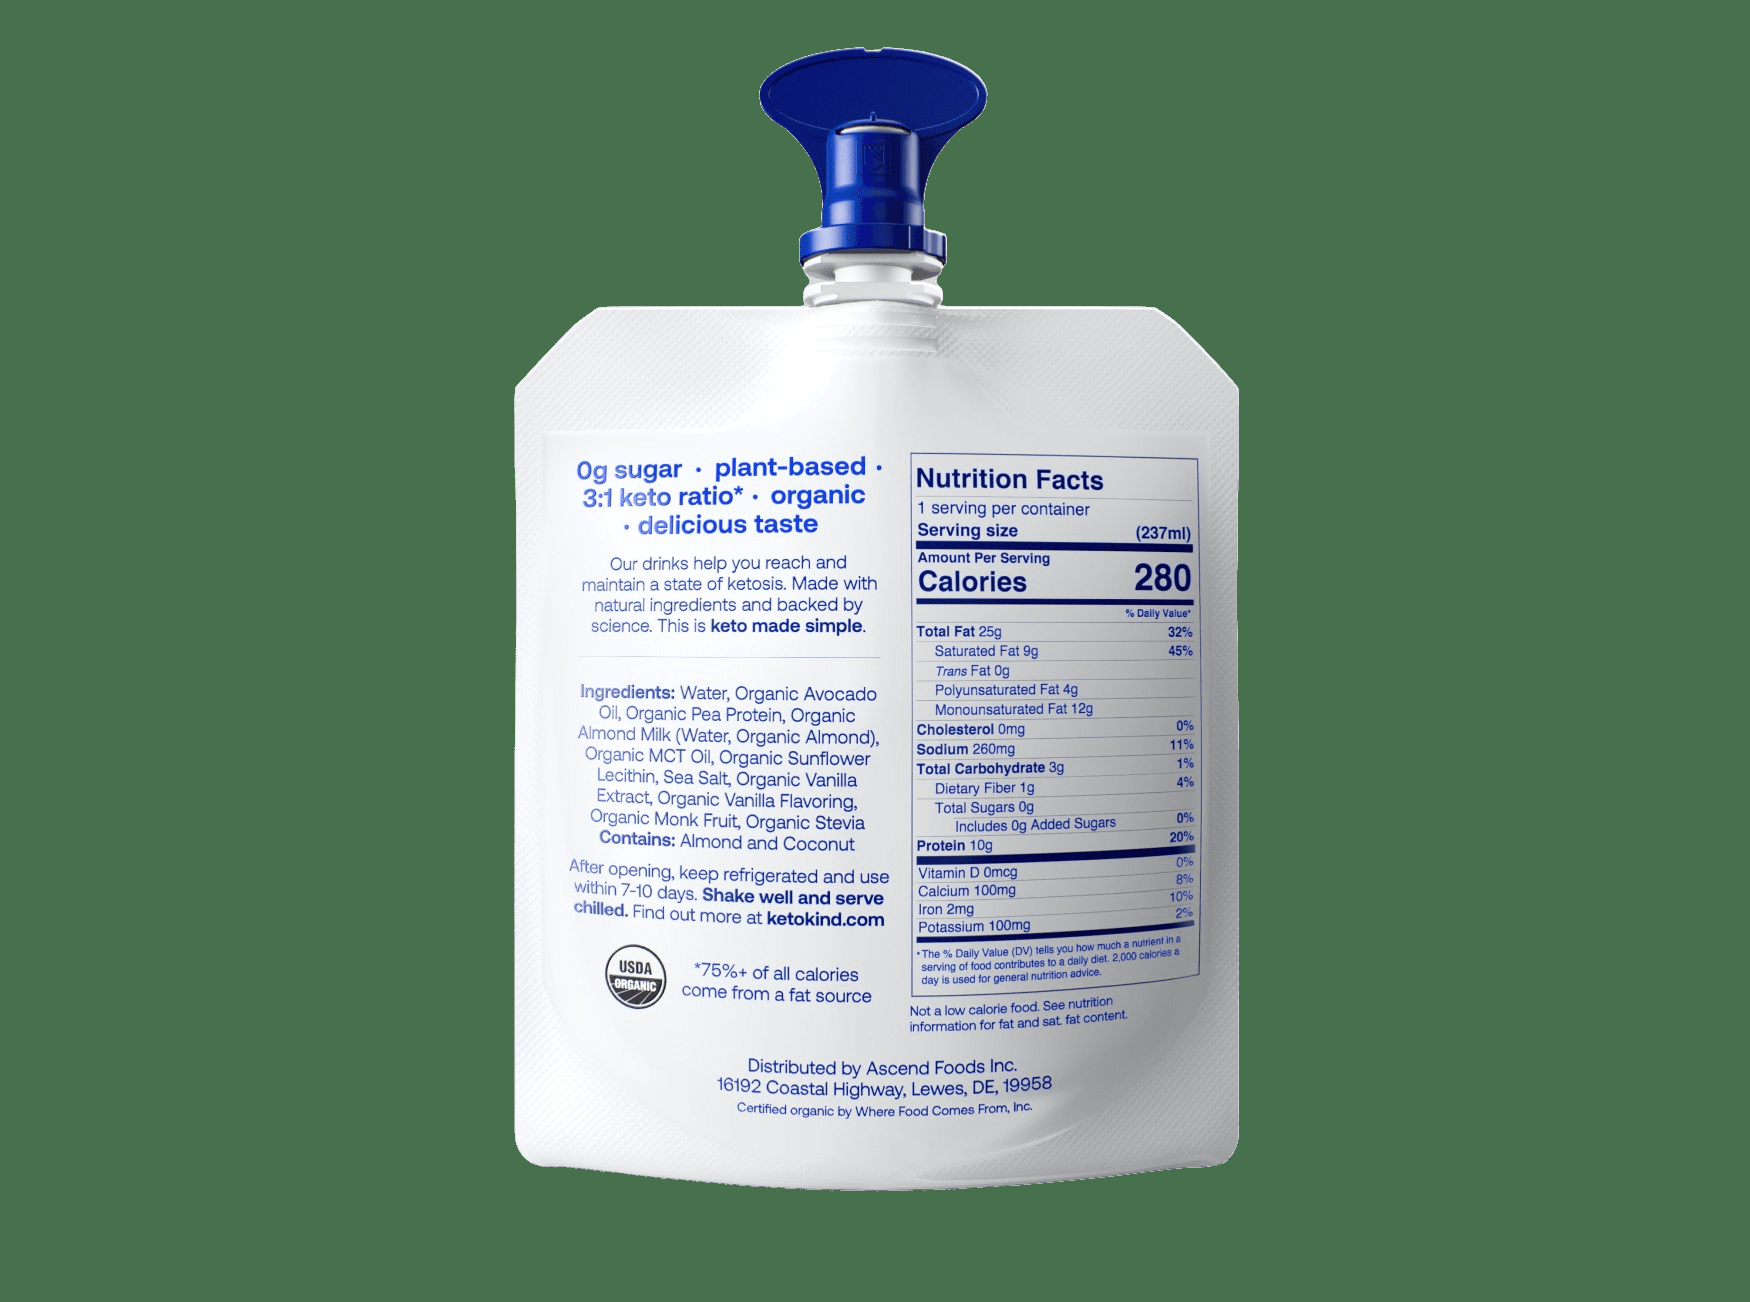 0g sugar · plant-based ·
3:1 keto ratio* · organic
· delicious taste
Our drinks help you reach and
maintain a state of ketosis. Made with
natural ingredients and backed by
science. This is keto made simple.
Ingredients: Water, Organic Avocado
Oil, Organic Pea Protein, Organic
Almond Milk (Water, Organic Almond),
Organic MCT Oil, Organic Sunflower
Lecithin, Sea Salt, Organic Vanilla
Extract, Organic Vanilla Flavoring,
Organic Monk Fruit, Organic Stevia
Contains: Almond and Coconut
After opening, keep refrigerated and use
within 7-10 days. Shake well and serve
chilled. Find out more at ketokind.com
USDA
ORGANIC
*75%+ of all calories
come from a fat source
Nutrition Facts
1 serving per container
Serving size (237ml)
Amount Per Serving
Calories 280
% Daily Value*
Total Fat 25g 32%
Saturated Fat 9g 45%
Trans Fat 0g
Polyunsaturated Fat 4g
Monounsaturated Fat 12g
Cholesterol 0mg 0%
Sodium 260mg 11%
Total Carbohydrate 3g 1%
Dietary Fiber 1g 4%
Total Sugars 0g
Includes 0g Added Sugars 0%
Protein 10g 20%
Vitamin D 0mcg 0%
Calcium 100mg 8%
Iron 2mg 10%
Potassium 100mg 2%
*The % Daily Value (DV) tells you how much a nutrient in a
serving of food contributes to a daily diet. 2,000 calories a
day is used for general nutrition advice.
Not a low calorie food. See nutrition
information for fat and sat. fat content.
Distributed by Ascend Foods Inc.
16192 Coastal Highway, Lewes, DE, 19958
Certified organic by Where Food Comes From, Inc.